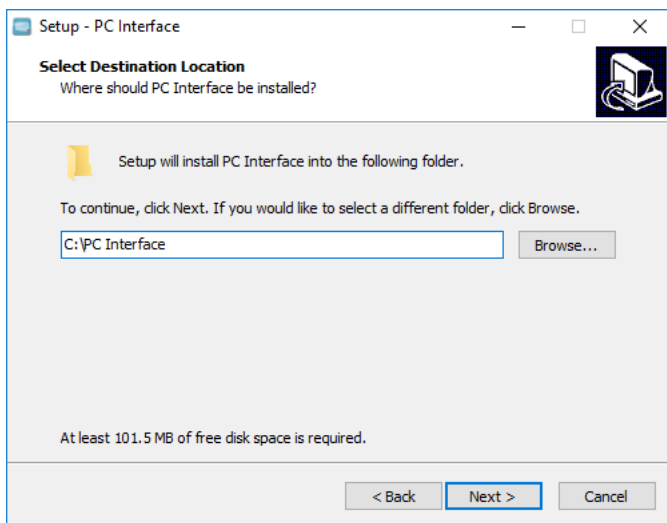 Setup - PC Interface
Select Destination Location
Where should PC Interface be installed?
Setup will install PC Interface into the following folder.
To continue, click Next. If you would like to select a different folder, click Browse.
C:\PC Interface
Browse...
At least 101.5 MB of free disk space is required.
< Back
Next >
Cancel